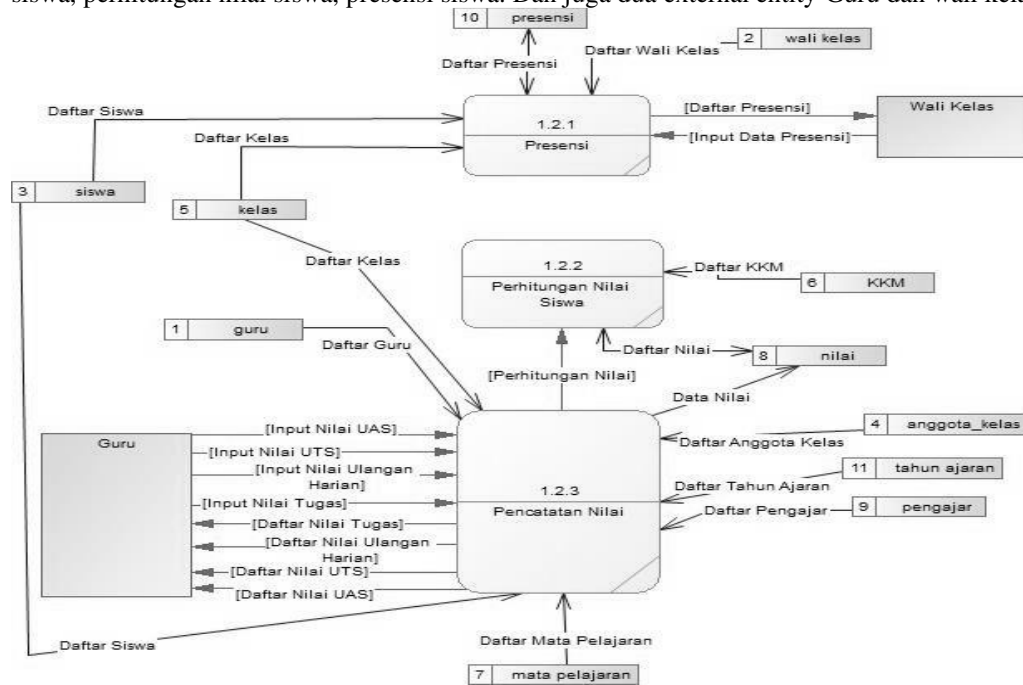 siswa, perhitungan nilai siswa, presensi siswa. Dan juga dua external entity Guru dan
10 presensi
2 wali kelas
Daftar Presensi
Daftar Wali Kelas
Daftar Siswa
[Daftar Presensi]
Wali Kelas
1.2.1
Presensi
Daftar Kelas
[Input Data Presensi]
3 siswa
5 kelas
Daftar Kelas
1.2.2
Perhitungan Nilai
Siswa
Daftar KKM
6 KKM
1 guru
Daftar Guru
Daftar Nilai
8 nilai
[Perhitungan Nilai]
Data Nilai
Guru
[Input Nilai UAS]
[Input Nilai UTS]
[Input Nilai Ulangan
Harian]
[Input Nilai Tugas]
[Daftar Nilai Tugas]
[Daftar Nilai Ulangan
Harian]
[Daftar Nilai UTS]
[Daftar Nilai UAS]
1.2.3
Pencatatan Nilai
4 anggota_kelas
Daftar Anggota Kelas
11 tahun ajaran
Daftar Tahun Ajaran
Daftar Pengajar
9 pengajar
Daftar Siswa
Daftar Mata Pelajaran
7 mata pelajaran